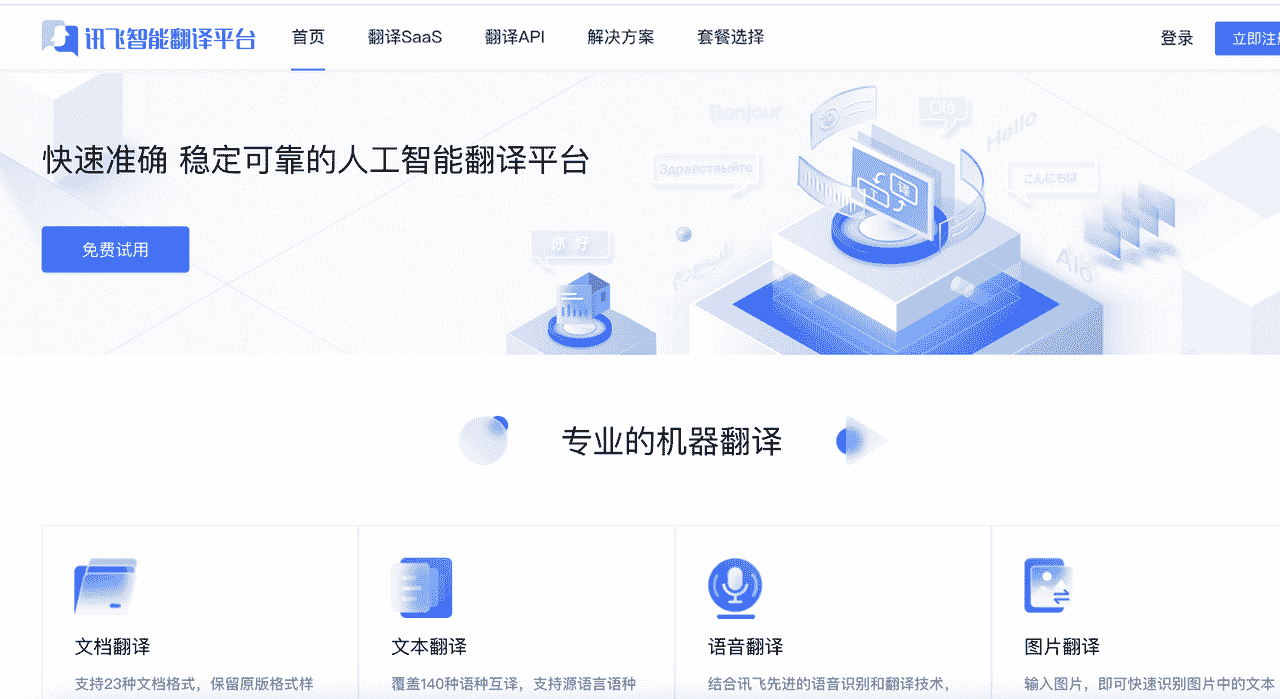 讯飞智能翻译平台
首页
翻译SaaS
翻译API
解决方案
套餐选择
登录
立即注
Bonjour
Olá
Hello
快速准确 稳定可靠的人工智能翻译平台
Здравствыйте
译
こんにちは
免费试用
你好
Alò
专业的机器翻译
文档翻译
文本翻译
语音翻译
图片翻译
支持23种文档格式，保留原版格式样
覆盖140种语种互译，支持源语言语种
结合讯飞先进的语音识别和翻译技术，
输入图片，即可快速识别图片中的文本